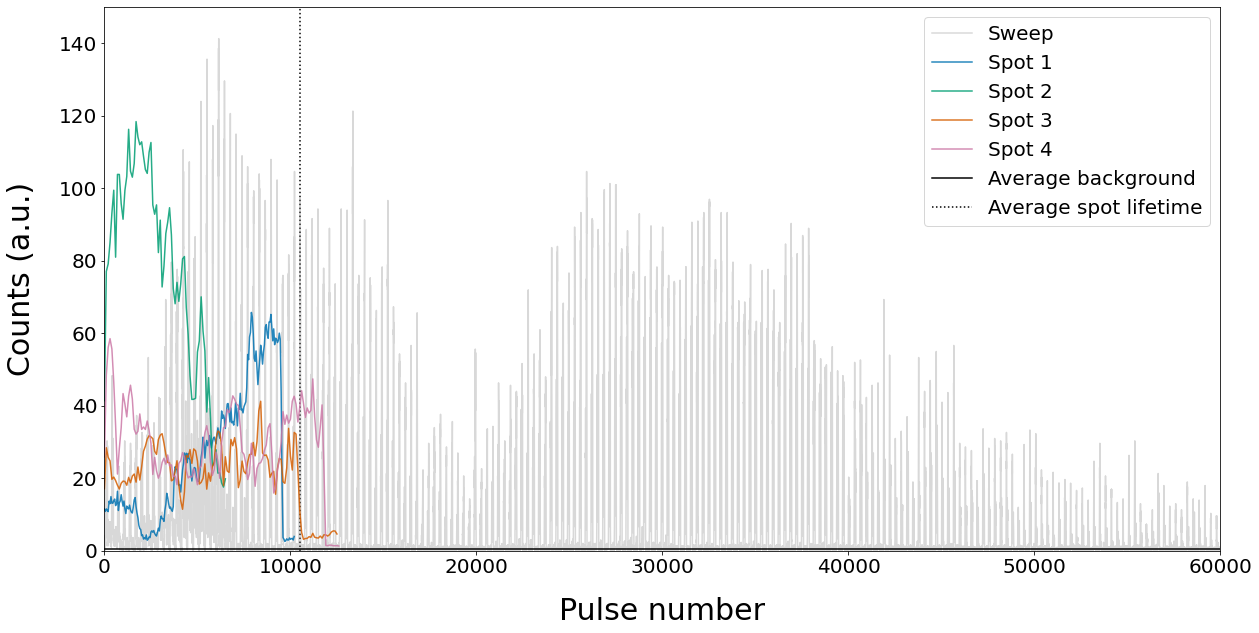 140
120
100
80
60
40
20
0
Counts (a.u.)
Sweep
Spot 1
Spot 2
Spot 3
Spot 4
Average background
Average spot lifetime
0 10000 20000 30000 40000 50000 60000
Pulse number